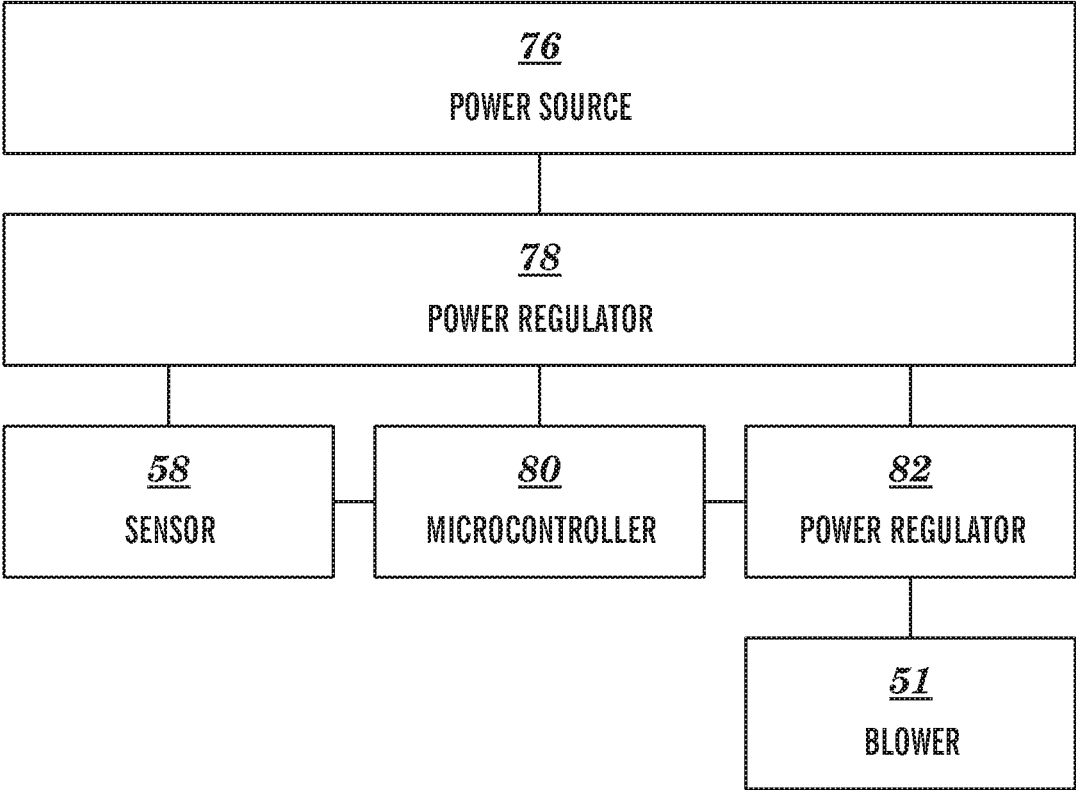 76
POWER SOURCE
78
POWER REGULATOR
58
SENSOR
80
MICROCONTROLLER
82
POWER REGULATOR
51
BLOWER